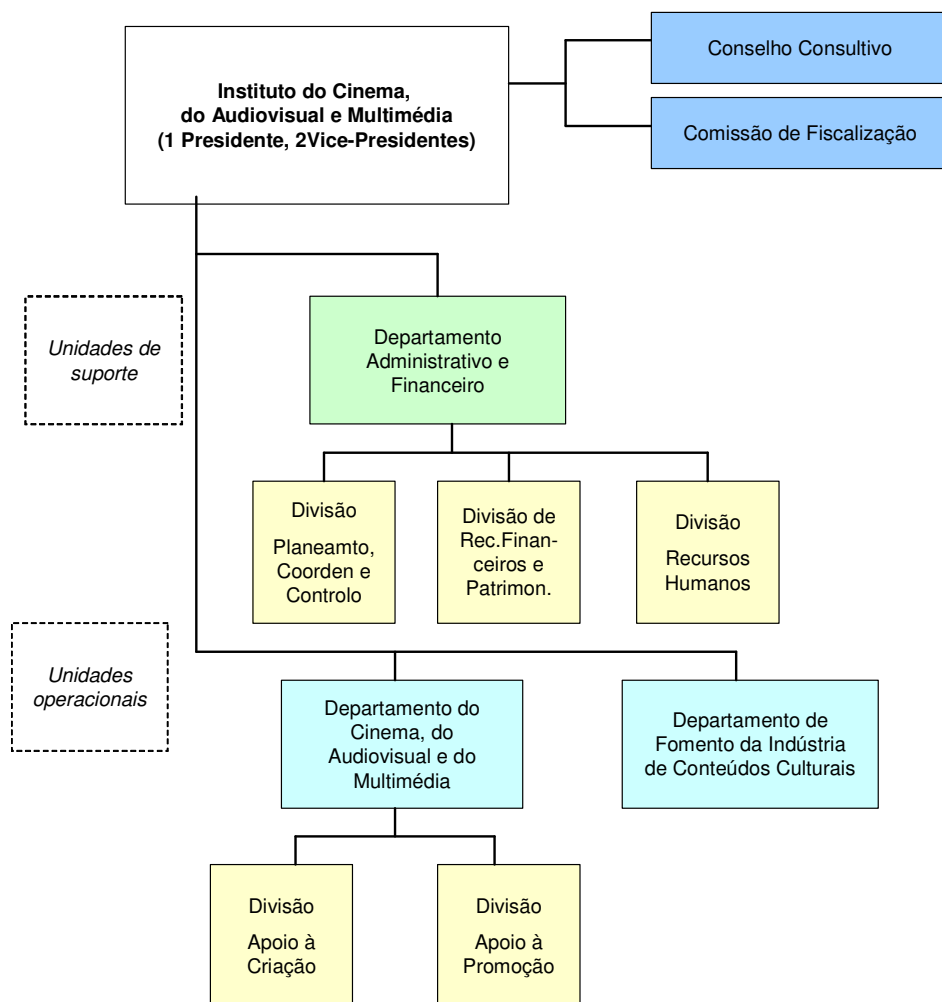 Instituto do Cinema,
do Audiovisual e Multimédia
(1 Presidente, 2Vice-Presidentes)
Conselho Consultivo
Comissão de Fiscalização
Unidades de
suporte
Departamento
Administrativo e
Financeiro
Divisão
Planeamto,
Coorden e
Controlo
Divisão de
Rec.Finan-
ceiros e
Patrimon.
Divisão
Recursos
Humanos
Unidades
operacionais
Departamento do
Cinema, do
Audiovisual e do
Multimédia
Departamento de
Fomento da Indústria
de Conteúdos Culturais
Divisão
Apoio à
Criação
Divisão
Apoio à
Promoção